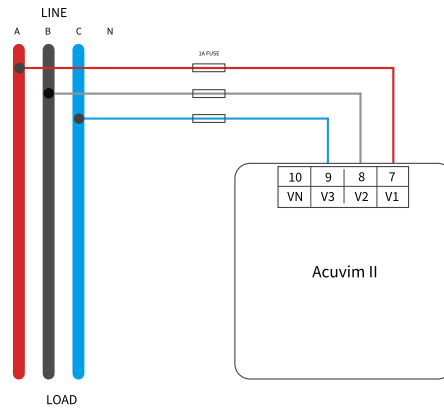 LINE
A B C N
1A FUSE
10 9 8 7
VN V3 V2 V1
Acuvim II
LOAD